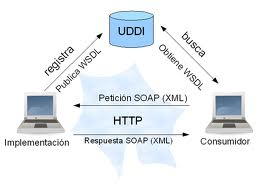 UDDI
registra
Publica WSDL
busca
Obtiene WSDL
Petición SOAP (XML)
HTTP
Respuesta SOAP (XML)
Implementación
Consumidor